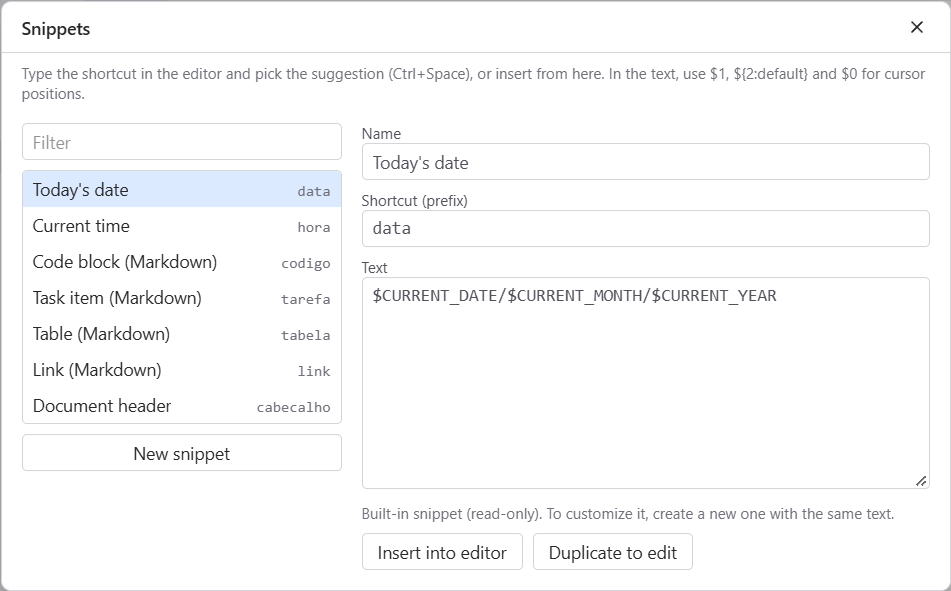 Snippets
Type the shortcut in the editor and pick the suggestion (Ctrl+Space), or insert from here. In the text, use $1, ${2:default} and $0 for cursor
positions.
Filter
Today's date data
Current time hora
Code block (Markdown) codigo
Task item (Markdown) tarefa
Table (Markdown) tabela
Link (Markdown) link
Document header cabecalho
New snippet
Name
Today's date
Shortcut (prefix)
data
Text
$CURRENT_DATE/$CURRENT_MONTH/$CURRENT_YEAR
Built-in snippet (read-only). To customize it, create a new one with the same text.
Insert into editor Duplicate to edit